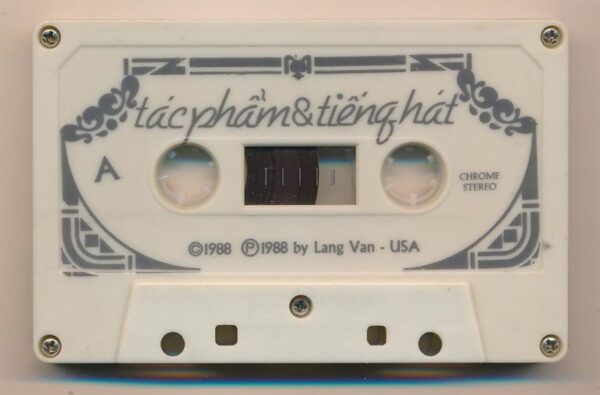 tác phẩm & tiếng hát
A
CHROME
STEREO
©1988 Ⓟ1988 by Lang Van - USA